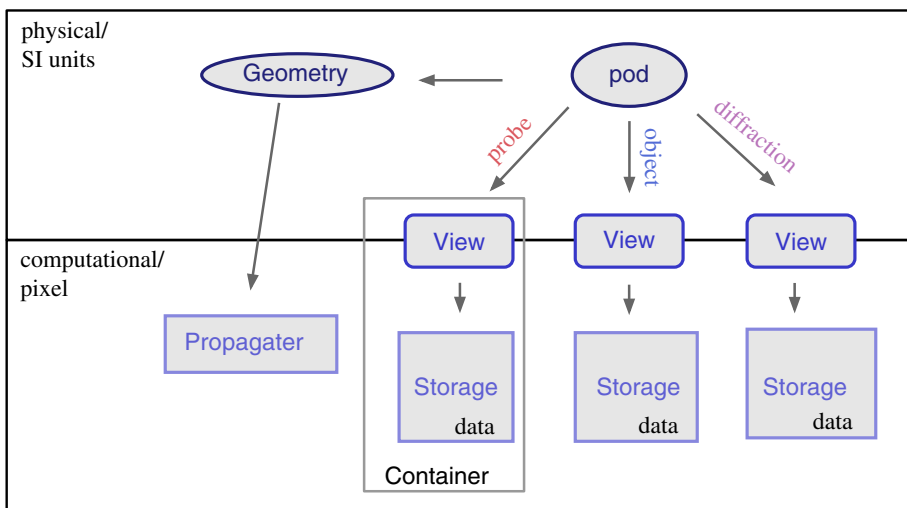 physical/
SI units
Geometry
pod
probe
object
diffraction
View
View
View
computational/
pixel
Propagater
Storage
data
Storage
data
Storage
data
Container